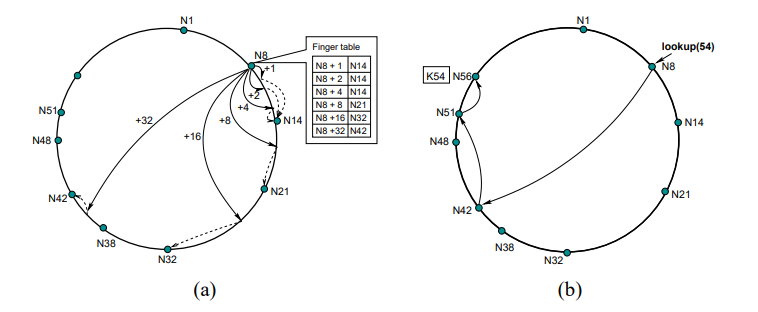 N1
N8
Finger table
+1
N8 + 1 N14
N8 + 2 N14
N8 + 4 N14
N8 + 8 N21
N8 +16 N32
N8 +32 N42
+2
+4
+8
+16
+32
N14
N21
N32
N38
N42
N48
N51
(a)
N1
lookup(54)
N8
K54
N56
N51
N48
N14
N21
N42
N38
N32
(b)